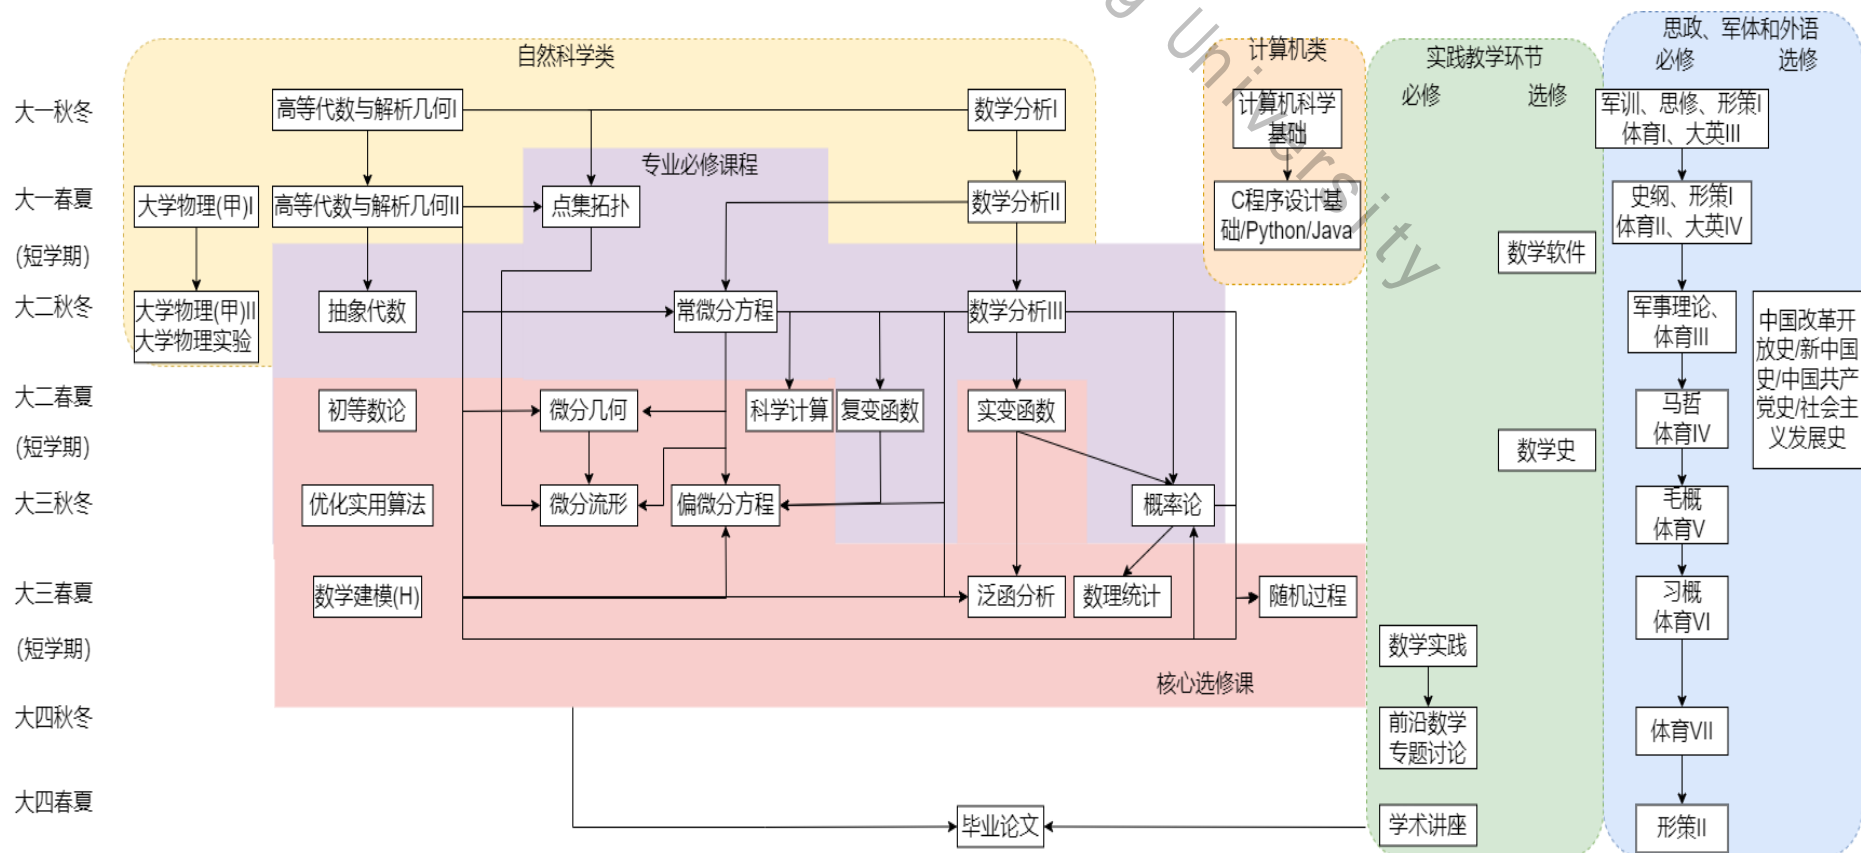 g University
自然科学类
计算机类
实践教学环节
必修
选修
思政、军体和外语
必修
选修
大一秋冬
高等代数与解析几何I
数学分析I
计算机科学
基础
军训、思修、形策I
体育I、大英III
专业必修课程
大一春夏
大学物理(甲)I
高等代数与解析几何II
点集拓扑
数学分析II
C程序设计基
础/Python/Java
史纲、形策I
体育II、大英IV
(短学期)
数学软件
大二秋冬
大学物理(甲)II
大学物理实验
抽象代数
常微分方程
数学分析III
军事理论、
体育III
中国改革开
放史/新中国
史/中国共产
党史/社会主
义发展史
大二春夏
初等数论
微分几何
科学计算
复变函数
实变函数
马哲
体育IV
(短学期)
数学史
大三秋冬
优化实用算法
微分流形
偏微分方程
概率论
毛概
体育V
大三春夏
数学建模(H)
泛函分析
数理统计
随机过程
习概
体育VI
(短学期)
数学实践
核心选修课
大四秋冬
前沿数学
专题讨论
体育VII
大四春夏
毕业论文
学术讲座
形策II